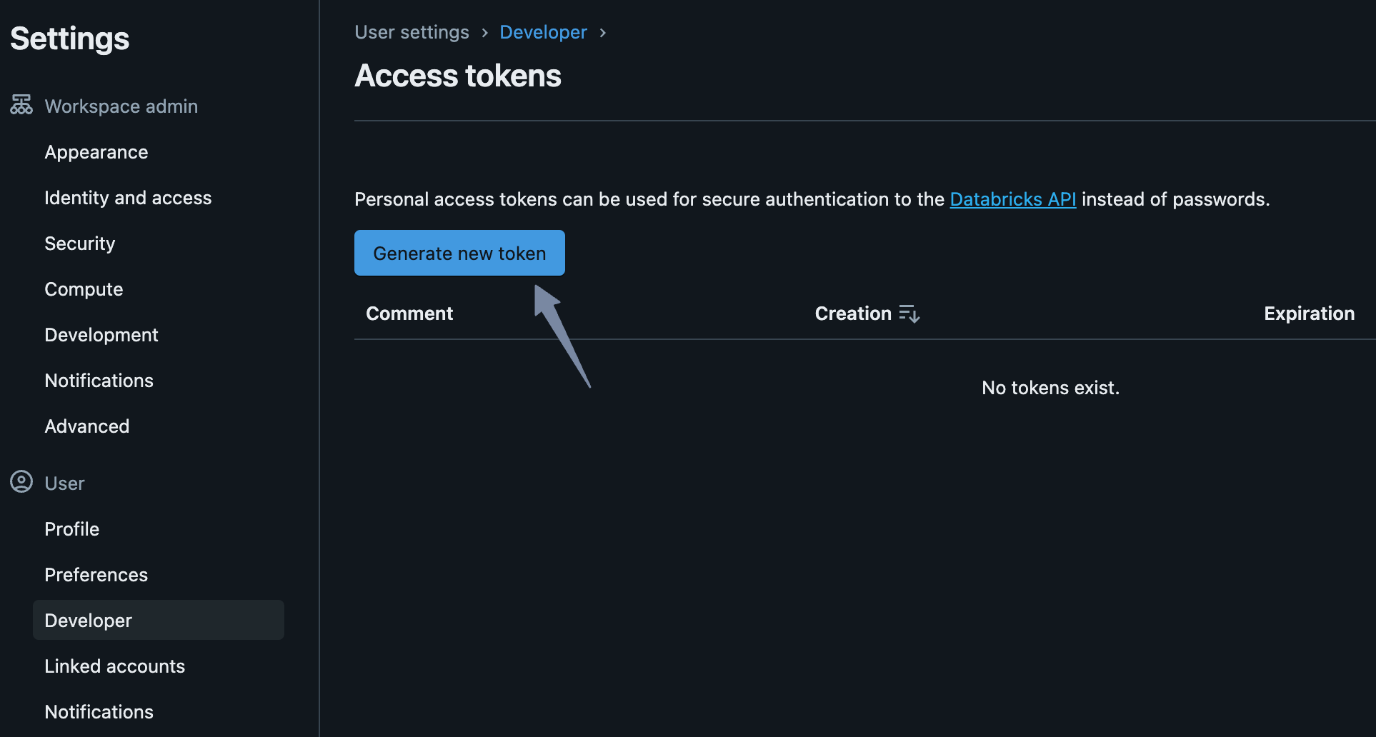 Settings
Workspace admin
Appearance
Identity and access
Security
Compute
Development
Notifications
Advanced
User
Profile
Preferences
Developer
Linked accounts
Notifications
User settings › Developer ›
Access tokens
Personal access tokens can be used for secure authentication to the Databricks API instead of passwords.
Generate new token
Comment Creation Expiration
No tokens exist.